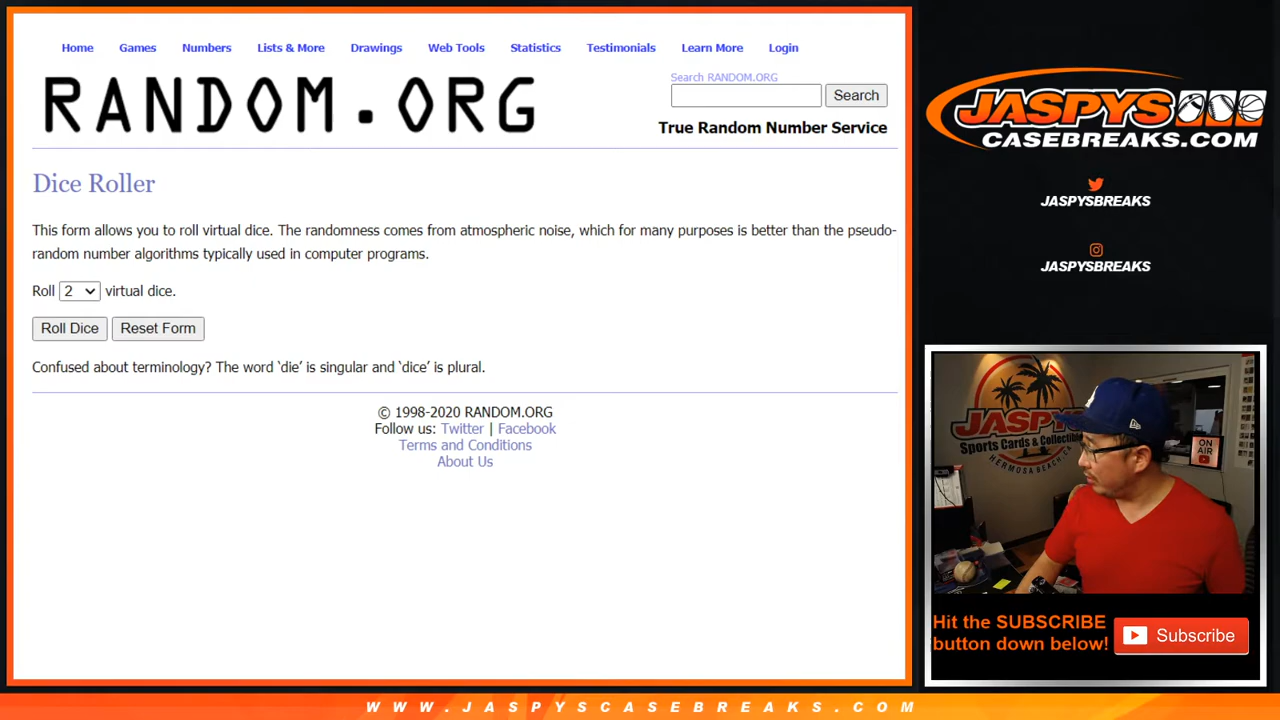 Home Games Numbers Lists & More Drawings Web Tools Statistics Testimonials Learn More Login
RANDOM.ORG
Search RANDOM.ORG
Search
True Random Number Service
Dice Roller
This form allows you to roll virtual dice. The randomness comes from atmospheric noise, which for many purposes is better than the pseudo-
random number algorithms typically used in computer programs.
Roll 2 virtual dice.
Roll Dice Reset Form
Confused about terminology? The word ‘die’ is singular and ‘dice’ is plural.
© 1998-2020 RANDOM.ORG
Follow us: Twitter | Facebook
Terms and Conditions
About Us
JASPYS
CASEBREAKS.COM
JASPYSBREAKS
JASPYSBREAKS
JASPYS
Sports Cards & Collectibles
HERMOSA BEACH, CA
ON
AIR
Hit the SUBSCRIBE
button down below!
Subscribe
WWW.JASPYSCASEBREAKS.COM